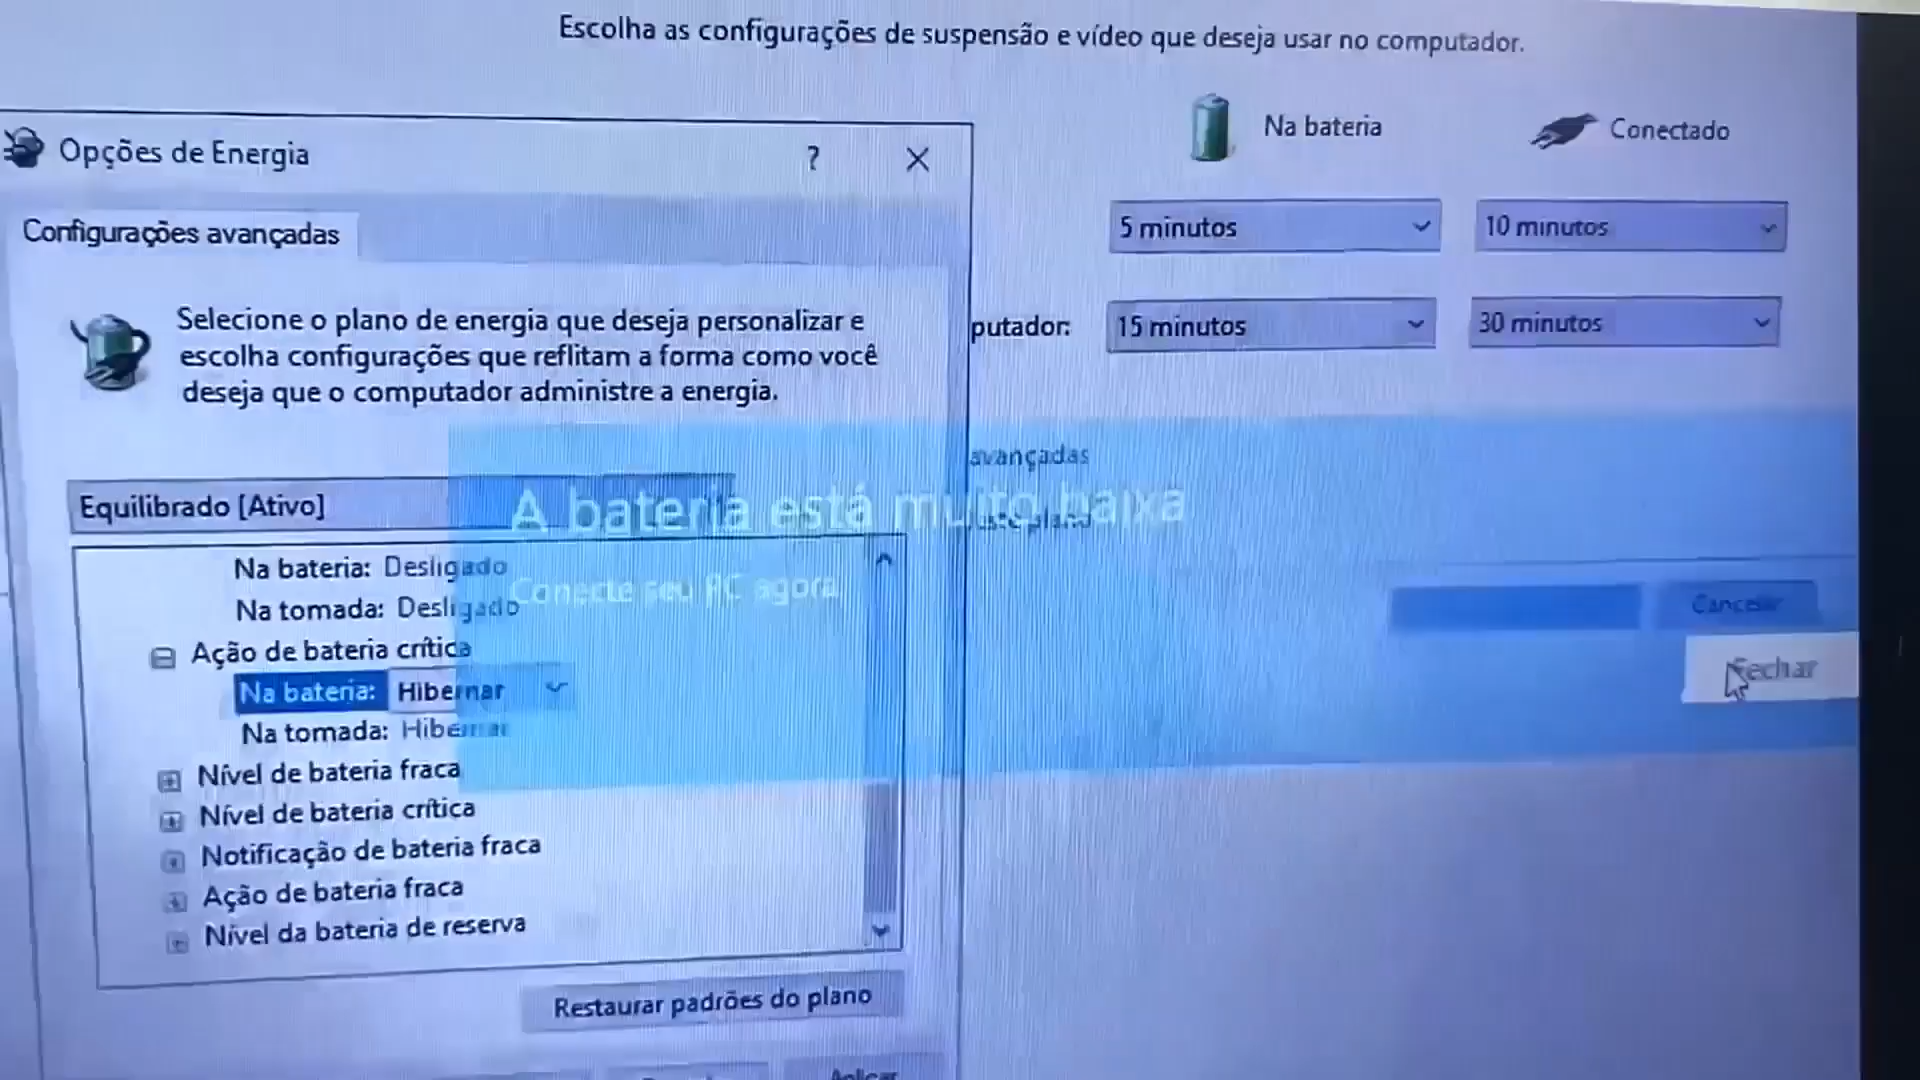 Escolha as configurações de suspensão e vídeo que deseja usar no computador.
Na bateria
Conectado
Opções de Energia
?
Configurações avançadas
5 minutos
10 minutos
Selecione o plano de energia que deseja personalizar e
escolha configurações que reflitam a forma como você
deseja que o computador administre a energia.
putador:
15 minutos
30 minutos
avançadas
Equilibrado [Ativo]
A bateria está muito baixa
Conecte seu PC agora.
Na bateria: Desligado
Na tomada: Desligado
Cancelar
Fechar
Ação de bateria crítica
Na bateria: Hibernar
Na tomada: Hibernar
Nível de bateria fraca
Nível de bateria crítica
Notificação de bateria fraca
Ação de bateria fraca
Nível da bateria de reserva
Restaurar padrões do plano
Aplicar